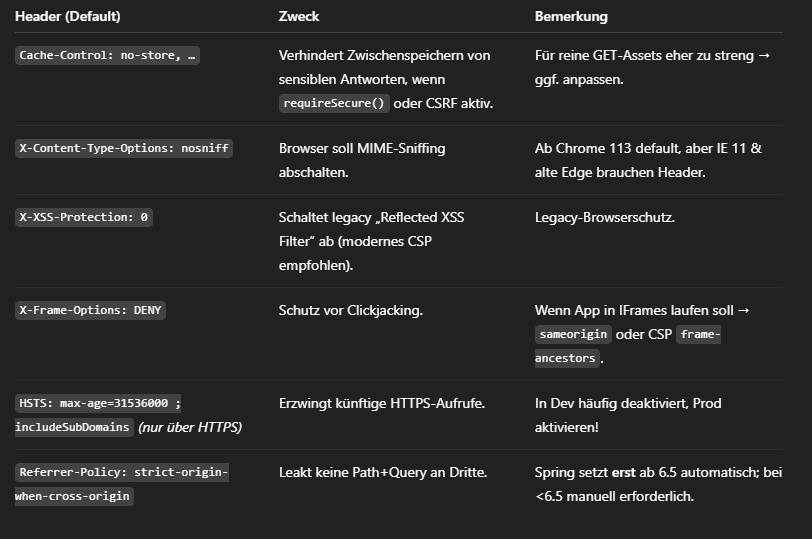 Header (Default) Zweck Bemerkung
Cache-Control: no-store, … Verhindert Zwischenspeichern von Für reine GET-Assets eher zu streng →
sensiblen Antworten, wenn ggf. anpassen.
requireSecure() oder CSRF aktiv.
X-Content-Type-Options: nosniff Browser soll MIME-Sniffing Ab Chrome 113 default, aber IE 11 &
abschalten. alte Edge brauchen Header.
X-XSS-Protection: 0 Schaltet legacy „Reflected XSS Legacy-Browserschutz.
Filter“ ab (modernes CSP
empfohlen).
X-Frame-Options: DENY Schutz vor Clickjacking. Wenn App in IFrames laufen soll →
sameorigin oder CSP frame-
ancestors.
HSTS: max-age=31536000 ; Erzwingt künftige HTTPS-Aufrufe. In Dev häufig deaktiviert, Prod
includeSubDomains (nur über HTTPS) aktivieren!
Referrer-Policy: strict-origin- Leakt keine Path+Query an Dritte. Spring setzt erst ab 6.5 automatisch; bei
when-cross-origin <6.5 manuell erforderlich.